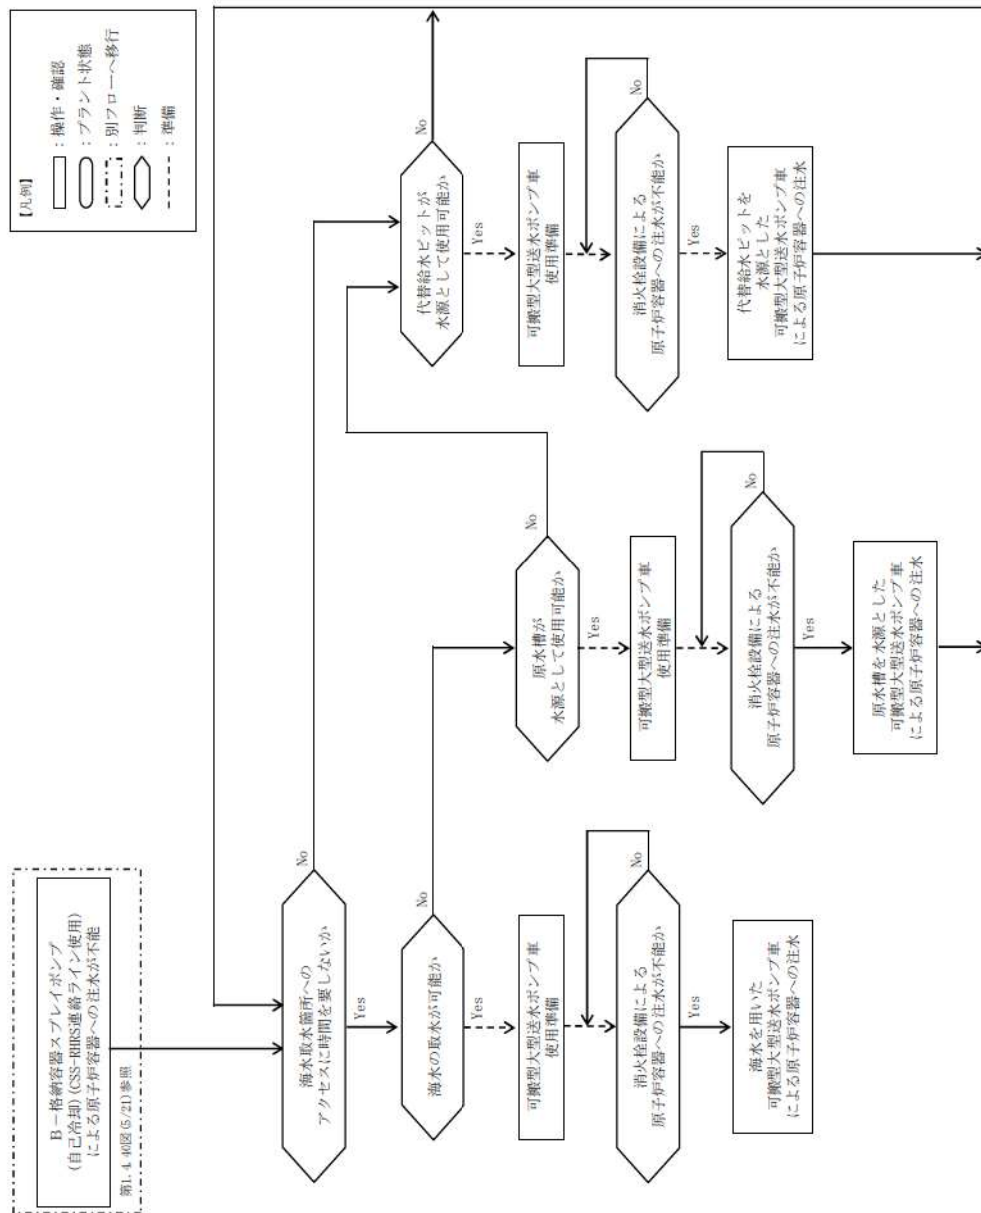 【凡例】
：操作・確認
：プラント状態
：別フローへ移行
：判断
：準備
B－格納容器スプレイポンプ
(自己冷却)(CSS-RHRS連絡ライン使用)
による原子炉容器への注水が不能
第1.4.40図(5/21)参照
海水取水箇所への
アクセスに時間を要しないか
No
Yes
海水の取水が可能か
No
Yes
可搬型大型送水ポンプ車
使用準備
消火栓設備による
原子炉容器への注水が不能か
No
Yes
海水を用いた
可搬型大型送水ポンプ車
による原子炉容器への注水
原水槽が
水源として使用可能か
No
Yes
可搬型大型送水ポンプ車
使用準備
消火栓設備による
原子炉容器への注水が不能か
No
Yes
原水槽を水源とした
可搬型大型送水ポンプ車
による原子炉容器への注水
代替給水ピットが
水源として使用可能か
No
Yes
可搬型大型送水ポンプ車
使用準備
消火栓設備による
原子炉容器への注水が不能か
No
Yes
代替給水ピットを
水源とした
可搬型大型送水ポンプ車
による原子炉容器への注水